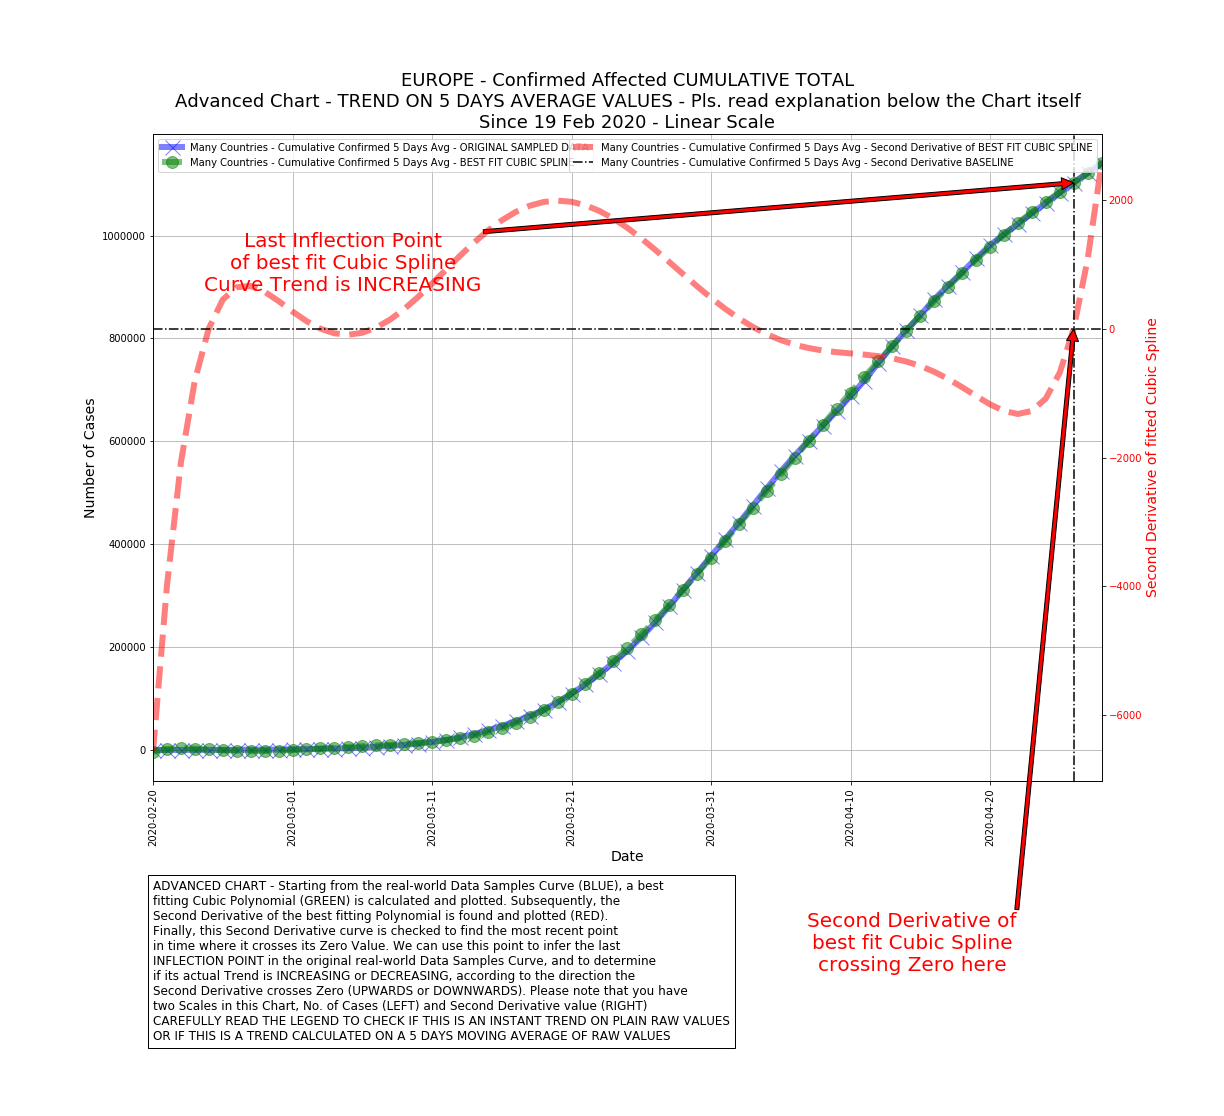 EUROPE - Confirmed Affected CUMULATIVE TOTAL
Advanced Chart - TREND ON 5 DAYS AVERAGE VALUES - Pls. read explanation below the Chart itself
Since 19 Feb 2020 - Linear Scale
Many Countries - Cumulative Confirmed 5 Days Avg - ORIGINAL SAMPLED DATA
Many Countries - Cumulative Confirmed 5 Days Avg - BEST FIT CUBIC SPLIN
Many Countries - Cumulative Confirmed 5 Days Avg - Second Derivative of BEST FIT CUBIC SPLINE
Many Countries - Cumulative Confirmed 5 Days Avg - Second Derivative BASELINE
Last Inflection Point
of best fit Cubic Spline
Curve Trend is INCREASING
Number of Cases
1000000
800000
600000
400000
200000
0
2000
0
−2000
−4000
−6000
Second Derivative of fitted Cubic Spline
2020-02-20
2020-03-01
2020-03-11
2020-03-21
2020-03-31
2020-04-10
2020-04-20
Date
Second Derivative of
best fit Cubic Spline
crossing Zero here
ADVANCED CHART - Starting from the real-world Data Samples Curve (BLUE), a best
fitting Cubic Polynomial (GREEN) is calculated and plotted. Subsequently, the
Second Derivative of the best fitting Polynomial is found and plotted (RED).
Finally, this Second Derivative curve is checked to find the most recent point
in time where it crosses its Zero Value. We can use this point to infer the last
INFLECTION POINT in the original real-world Data Samples Curve, and to determine
if its actual Trend is INCREASING or DECREASING, according to the direction the
Second Derivative crosses Zero (UPWARDS or DOWNWARDS). Please note that you have
two Scales in this Chart, No. of Cases (LEFT) and Second Derivative value (RIGHT)
CAREFULLY READ THE LEGEND TO CHECK IF THIS IS AN INSTANT TREND ON PLAIN RAW VALUES
OR IF THIS IS A TREND CALCULATED ON A 5 DAYS MOVING AVERAGE OF RAW VALUES